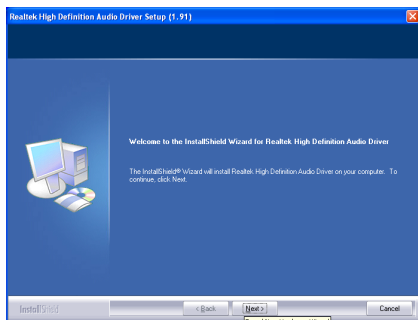 Realtek High Definition Audio Driver Setup (1.91)
Welcome to the InstallShield Wizard for Realtek High Definition Audio Driver
The InstallShield® Wizard will install Realtek High Definition Audio Driver on your computer. To
continue, click Next.
InstallShield
< Back
Next >
Cancel